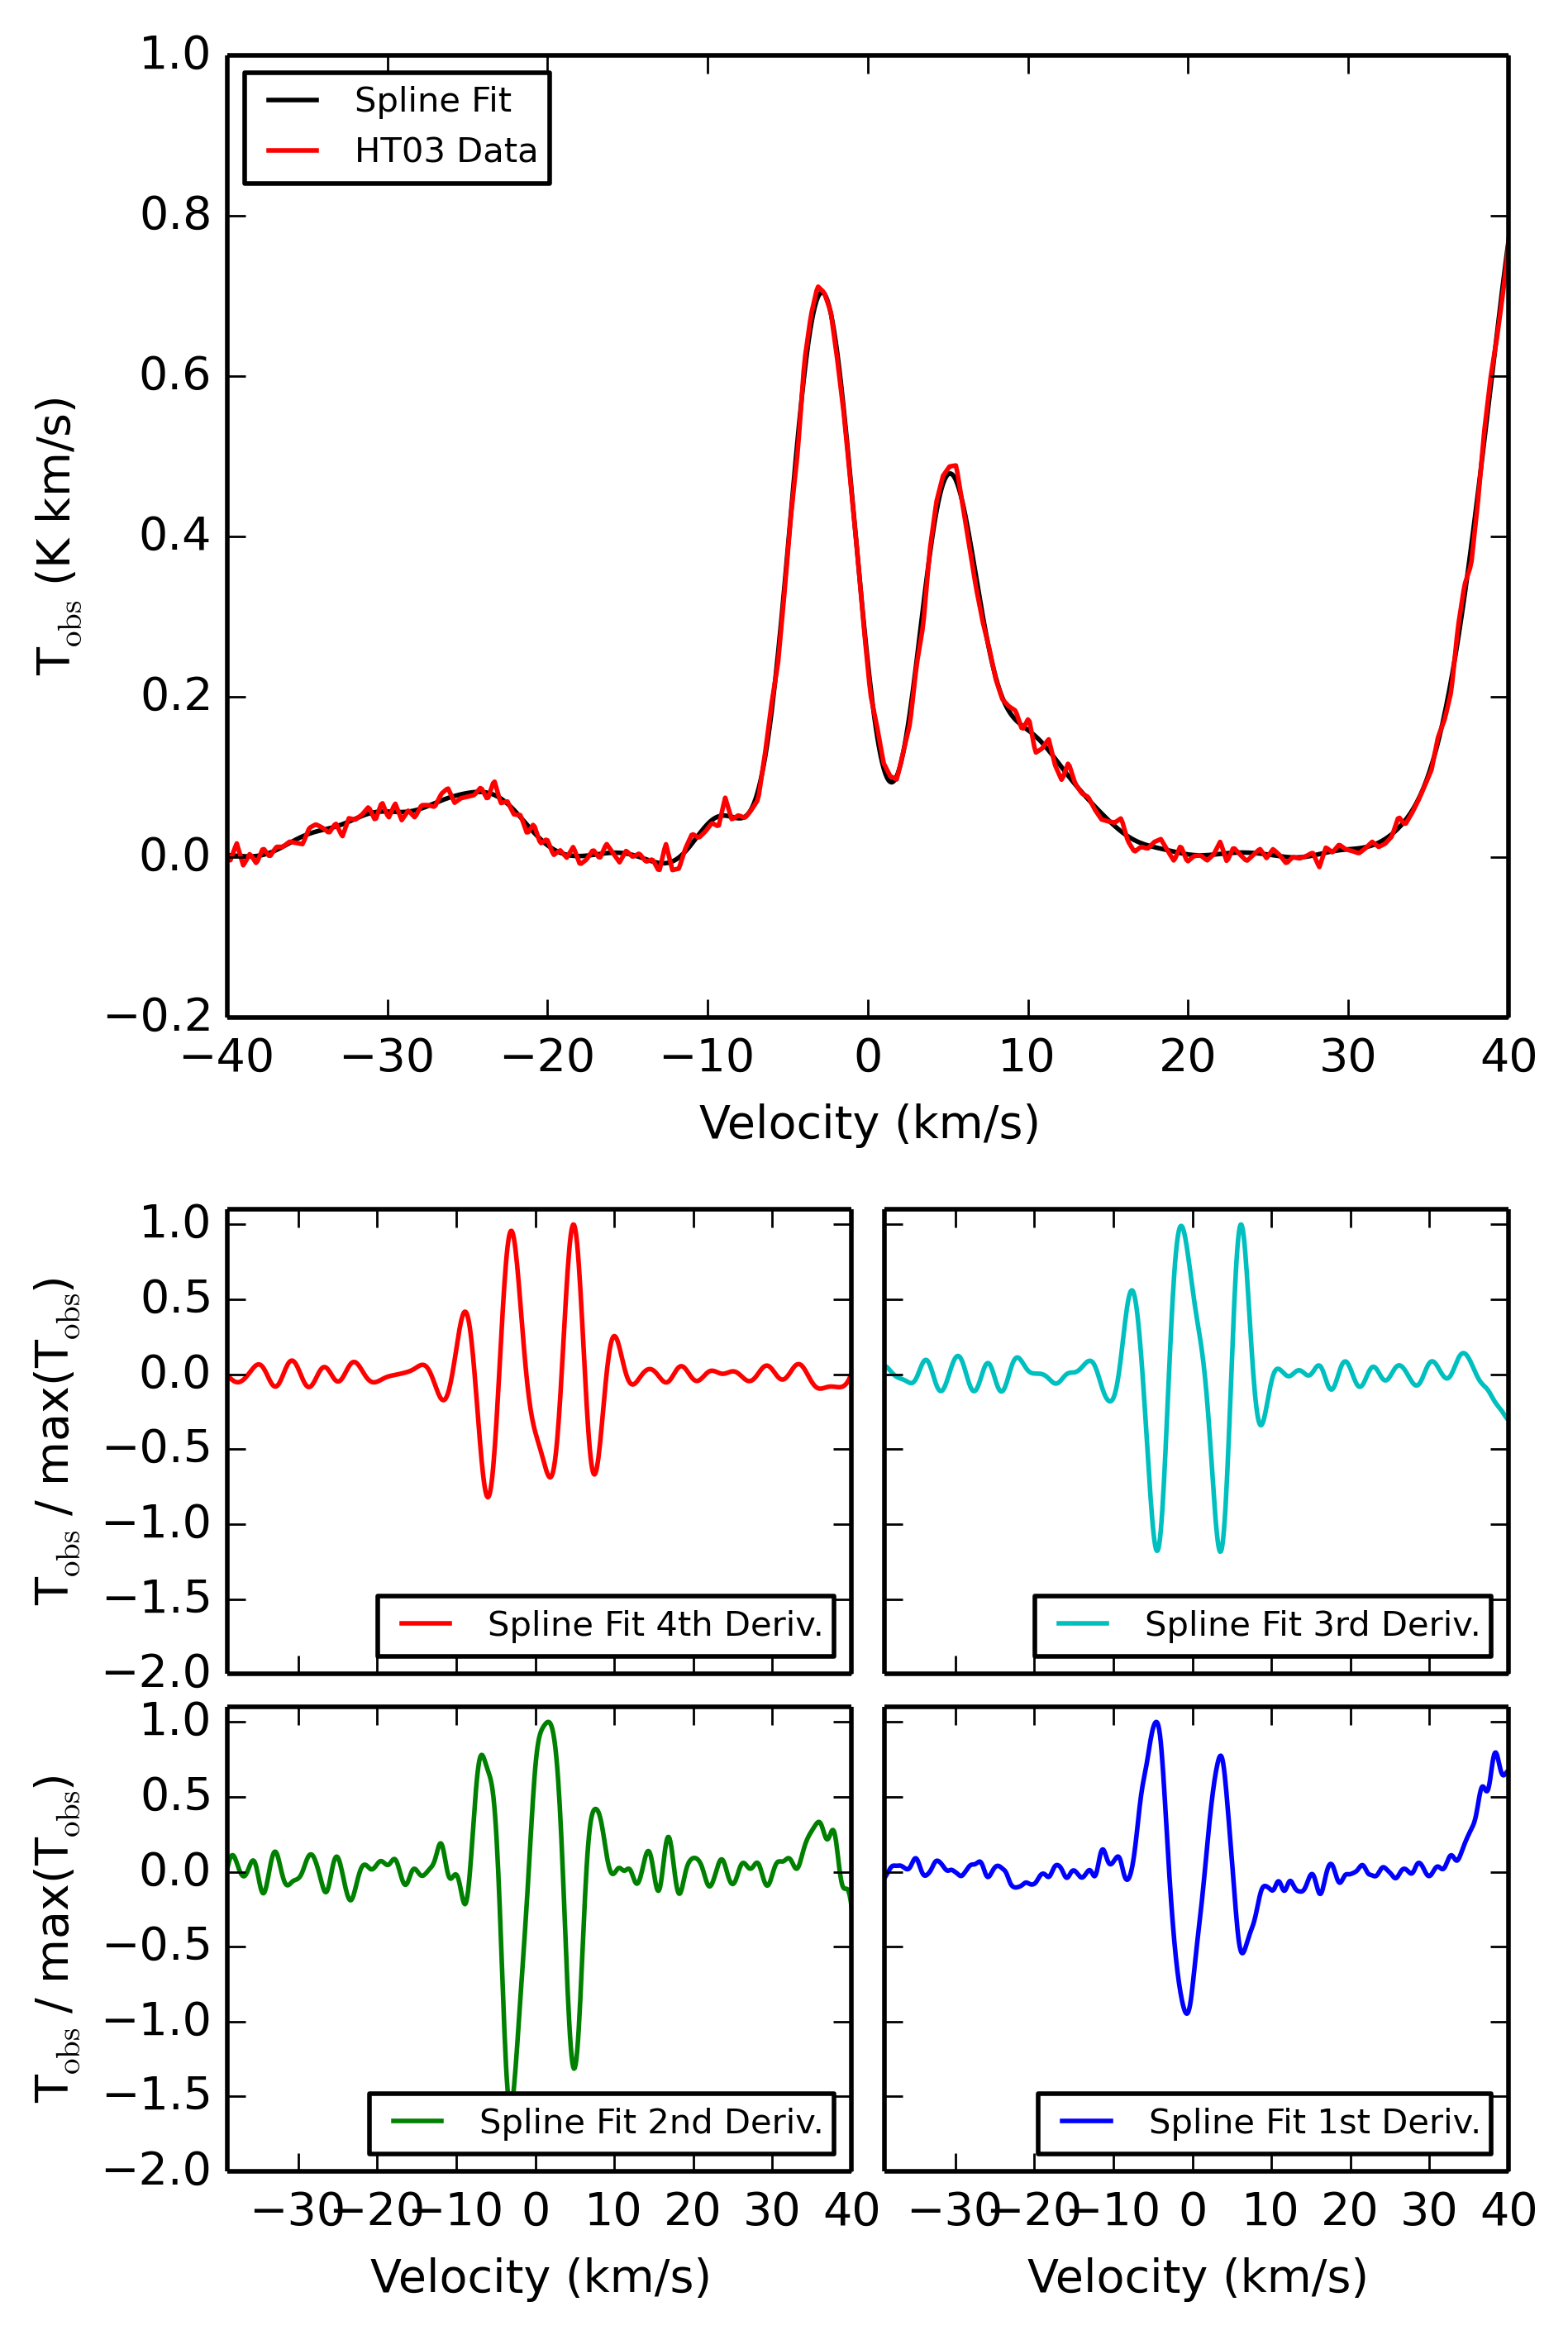 1.0
0.8
0.6
0.4
0.2
0.0
−0.2
Spline Fit
HT03 Data
T_obs (K km/s)
−40 −30 −20 −10 0 10 20 30 40
Velocity (km/s)
1.0
0.5
0.0
−0.5
−1.0
−1.5
−2.0
T_obs / max(T_obs)
Spline Fit 4th Deriv.
Spline Fit 3rd Deriv.
1.0
0.5
0.0
−0.5
−1.0
−1.5
−2.0
T_obs / max(T_obs)
Spline Fit 2nd Deriv.
Spline Fit 1st Deriv.
−30 −20 −10 0 10 20 30 40
−30 −20 −10 0 10 20 30 40
Velocity (km/s)
Velocity (km/s)